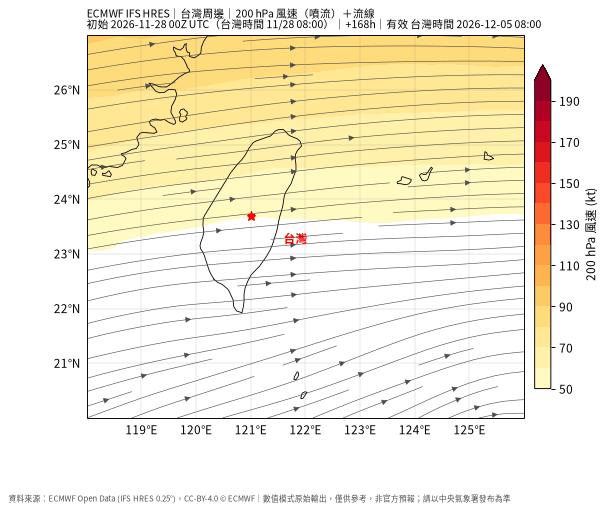 ECMWF IFS HRES｜台灣周邊｜200 hPa 風速（噴流）＋流線
初始 2026-11-28 00Z UTC（台灣時間 11/28 08:00）｜+168h｜有效 台灣時間 2026-12-05 08:00
26°N
25°N
24°N
23°N
22°N
21°N
台灣
119°E 120°E 121°E 122°E 123°E 124°E 125°E
190
170
150
130
110
90
70
50
200 hPa 風速 (kt)
資料來源：ECMWF Open Data (IFS HRES 0.25°)，CC-BY-4.0 © ECMWF｜數值模式原始輸出，僅供參考，非官方預報；請以中央氣象署發布為準